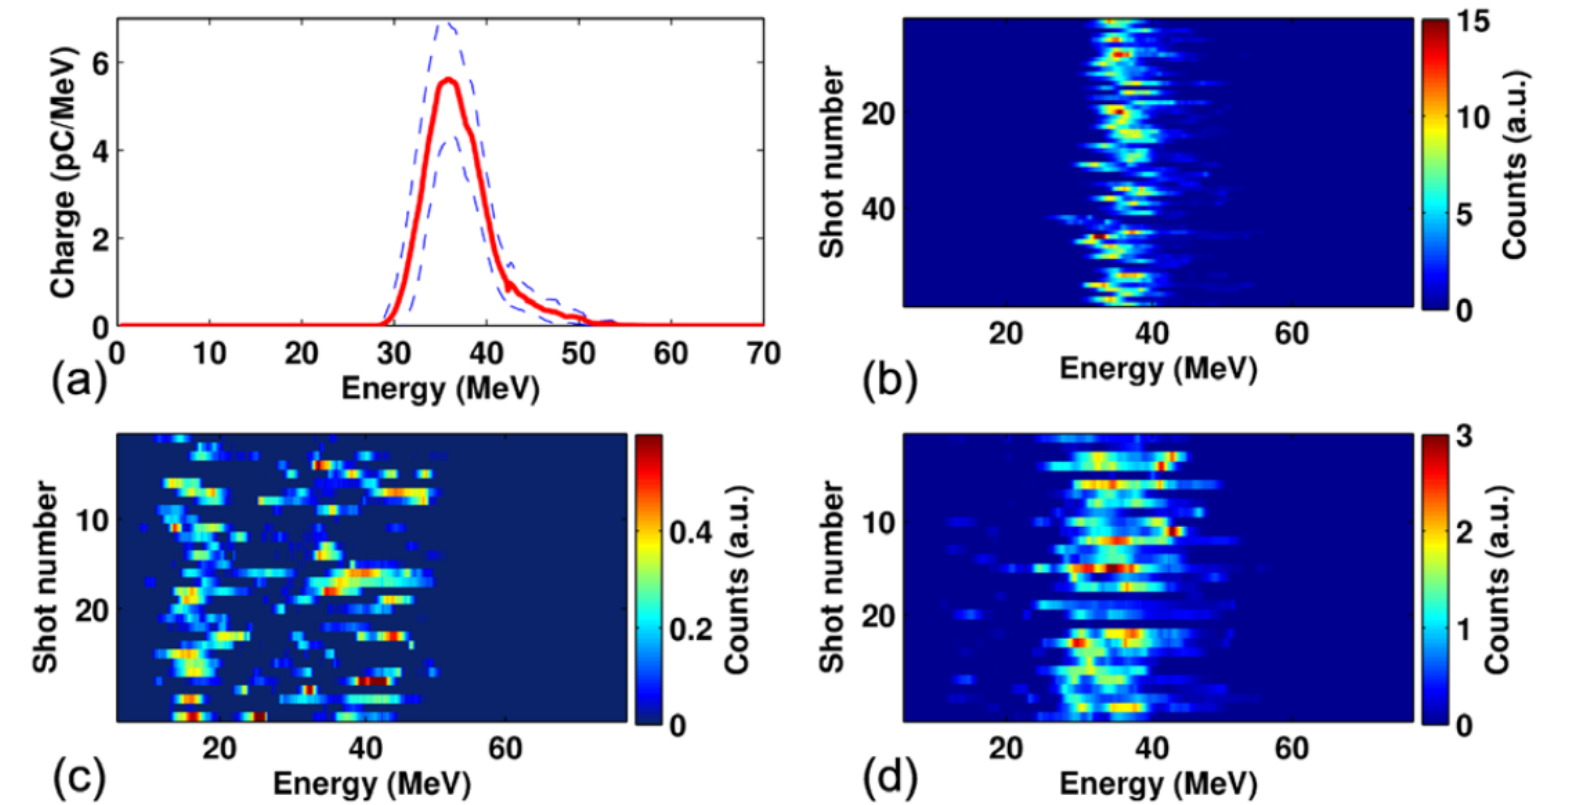 Charge (pC/MeV)
6
4
2
0
0 10 20 30 40 50 60 70
Energy (MeV)
(a)
Shot number
20
40
20 40 60
Energy (MeV)
15
10
5
0
Counts (a.u.)
(b)
Shot number
10
20
20 40 60
Energy (MeV)
0.4
0.2
0
Counts (a.u.)
(c)
Shot number
10
20
20 40 60
Energy (MeV)
3
2
1
0
Counts (a.u.)
(d)